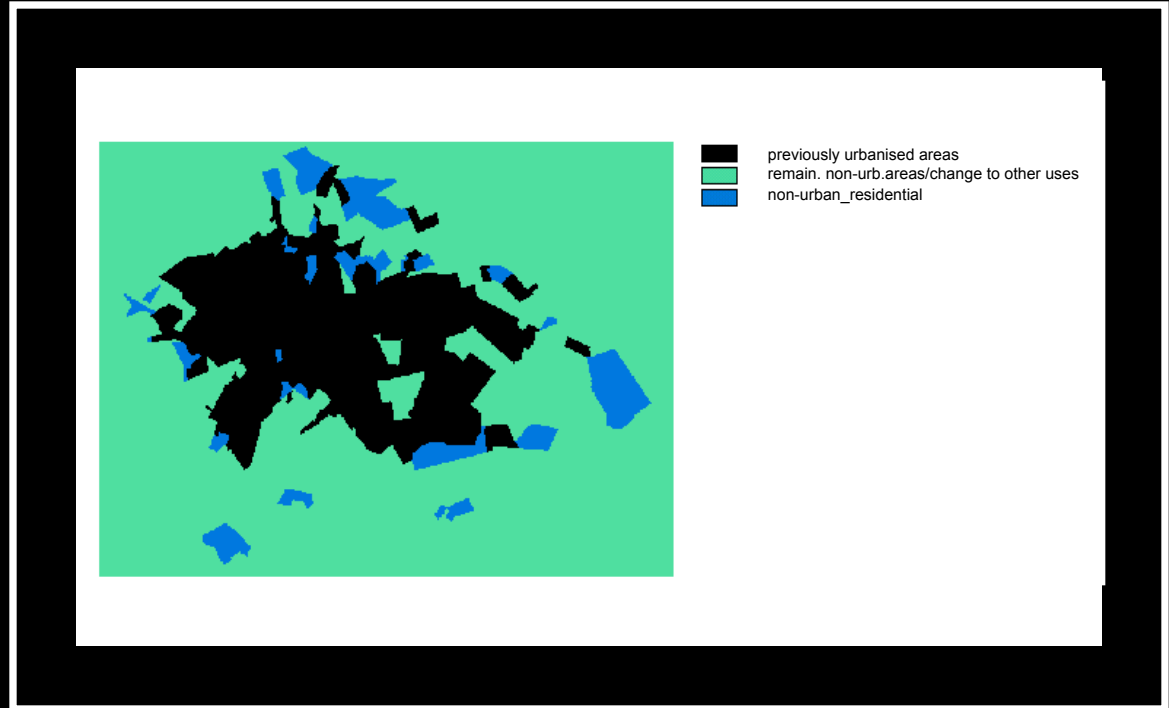 previously urbanised areas
remain. non-urb.areas/change to other uses
non-urban_residential